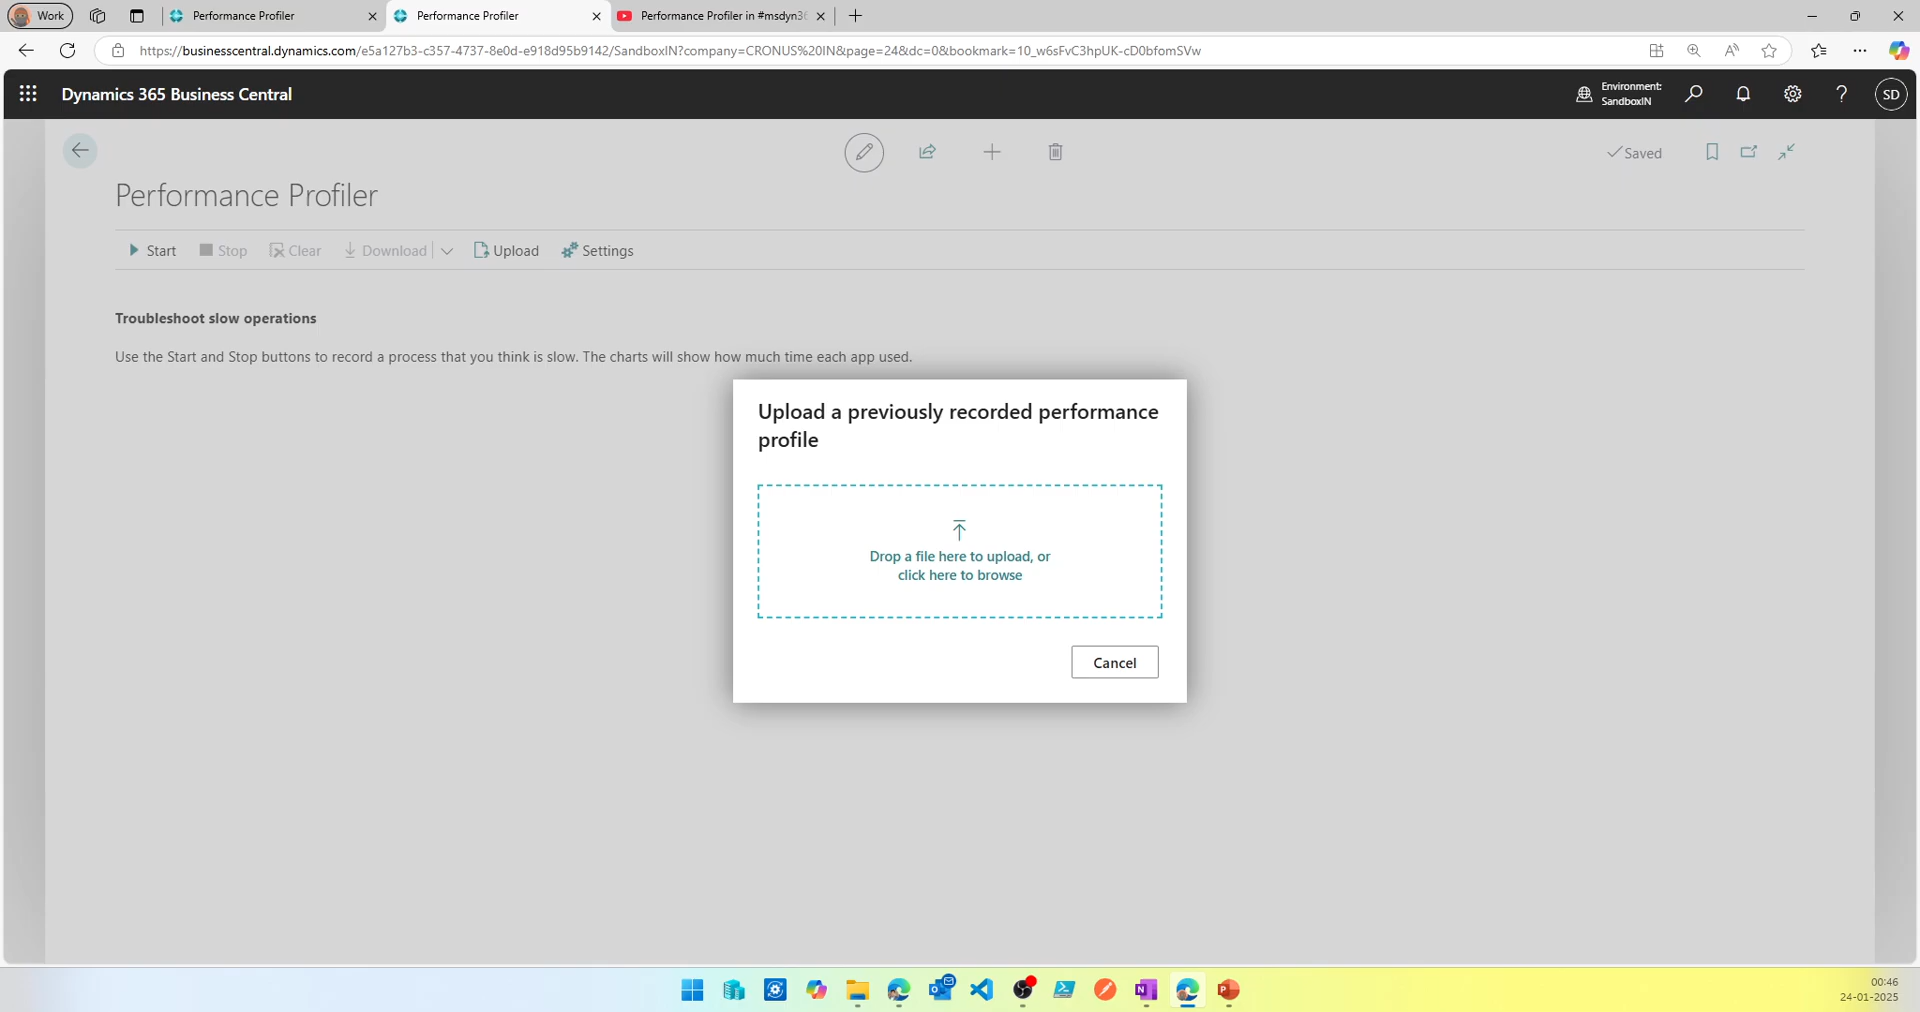 Work
Performance Profiler
Performance Profiler
Performance Profiler in #msdyn36
https://businesscentral.dynamics.com/e5a127b3-c357-4737-8e0d-e918d95b9142/SandboxIN?company=CRONUS%20IN&page=24&dc=0&bookmark=10_w6sFvC3hpUK-cD0bfomSVw
Dynamics 365 Business Central
Environment:
SandboxIN
SD
Saved
Performance Profiler
Start
Stop
Clear
Download
Upload
Settings
Troubleshoot slow operations
Use the Start and Stop buttons to record a process that you think is slow. The charts will show how much time each app used.
Upload a previously recorded performance
profile
Drop a file here to upload, or
click here to browse
Cancel
00:46
24-01-2025